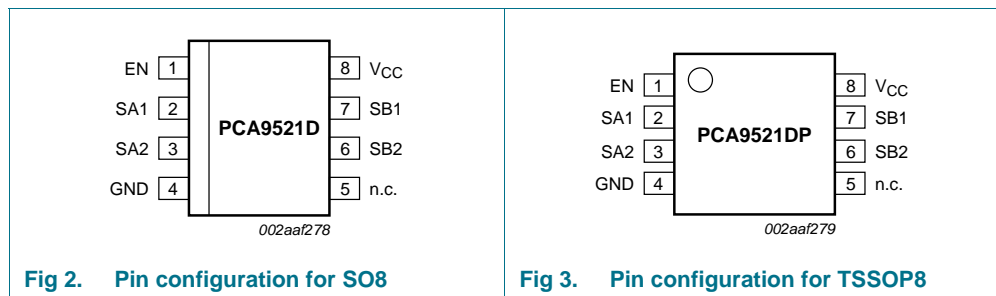 EN 1 8 VCC
SA1 2 7 SB1
PCA9521D
SA2 3 6 SB2
GND 4 5 n.c.
002aaf278
Fig 2. Pin configuration for SO8
EN 1 8 VCC
SA1 2 7 SB1
PCA9521DP
SA2 3 6 SB2
GND 4 5 n.c.
002aaf279
Fig 3. Pin configuration for TSSOP8